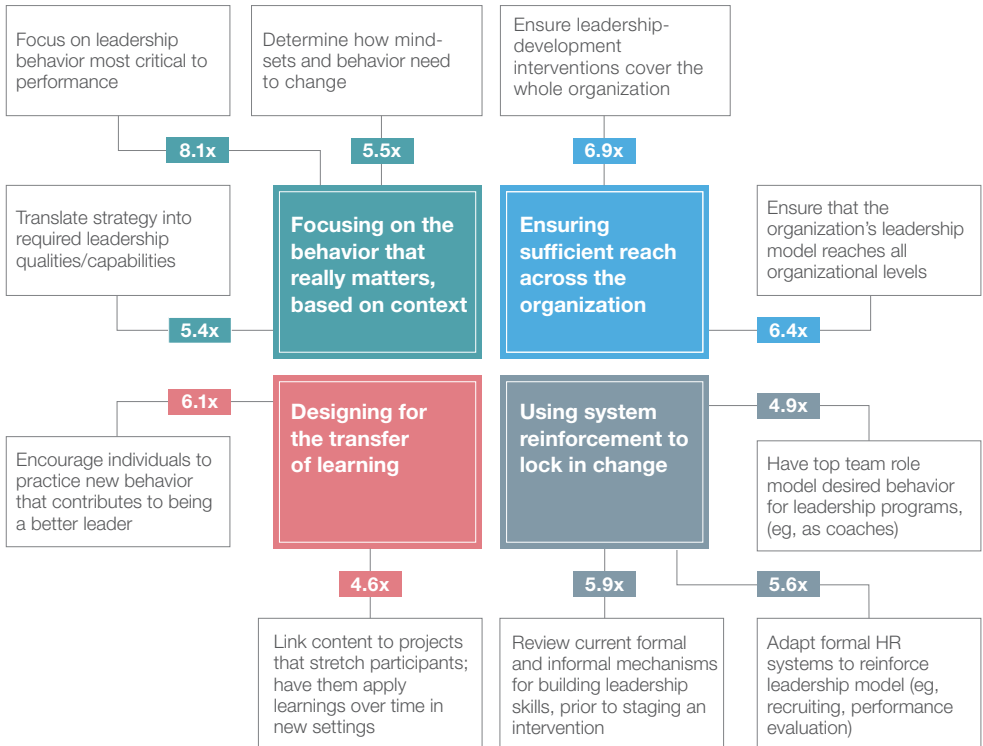 Focus on leadership
behavior most critical to
performance
Determine how mind-
sets and behavior need
to change
Ensure leadership-
development
interventions cover the
whole organization
8.1x
5.5x
6.9x
Translate strategy into
required leadership
qualities/capabilities
5.4x
Focusing on the
behavior that
really matters,
based on context
Ensuring
sufficient reach
across the
organization
Ensure that the
organization’s leadership
model reaches all
organizational levels
6.4x
6.1x
Encourage individuals to
practice new behavior
that contributes to being
a better leader
Designing for
the transfer
of learning
Using system
reinforcement to
lock in change
4.9x
Have top team role
model desired behavior
for leadership programs,
(eg, as coaches)
4.6x
5.9x
5.6x
Link content to projects
that stretch participants;
have them apply
learnings over time in
new settings
Review current formal
and informal mechanisms
for building leadership
skills, prior to staging an
intervention
Adapt formal HR
systems to reinforce
leadership model (eg,
recruiting, performance
evaluation)